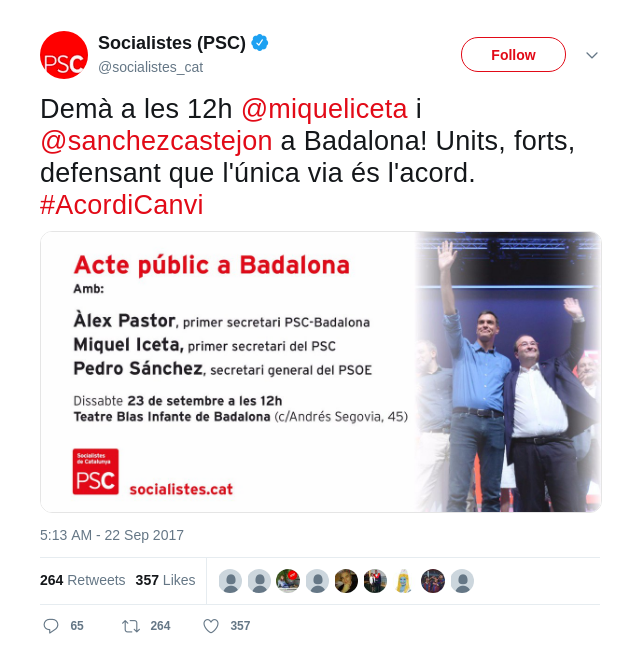 Socialistes (PSC)
@socialistes_cat
Follow
PSC
Demà a les 12h @miqueliceta i
@sanchezcastejon a Badalona! Units, forts,
defensant que l'única via és l'acord.
#AcordiCanvi
Acte públic a Badalona
Amb:
Àlex Pastor, primer secretari PSC-Badalona
Miquel Iceta, primer secretari del PSC
Pedro Sánchez, secretari general del PSOE
Dissabte 23 de setembre a les 12h
Teatre Blas Infante de Badalona (c/Andrés Segovia, 45)
Socialistes
de Catalunya
PSC
socialistes.cat
5:13 AM - 22 Sep 2017
264 Retweets 357 Likes
65 264 357